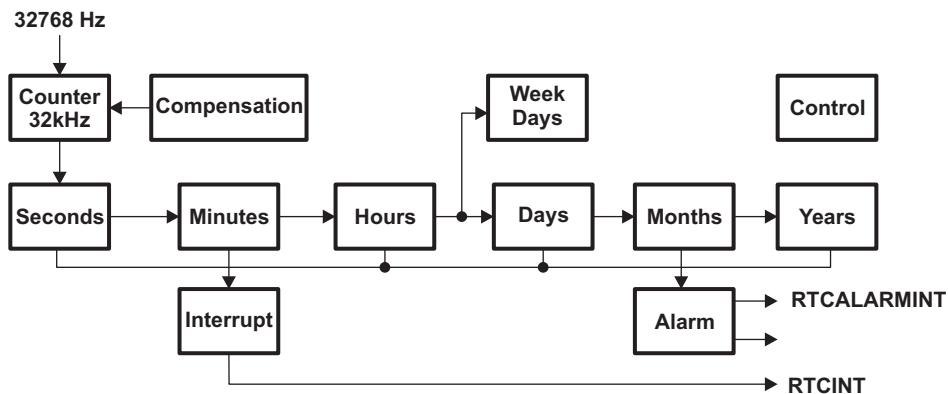 32768 Hz
Counter
32kHz
Compensation
Week
Days
Control
Seconds
Minutes
Hours
Days
Months
Years
Interrupt
Alarm
RTCALARMINT
RTCINT